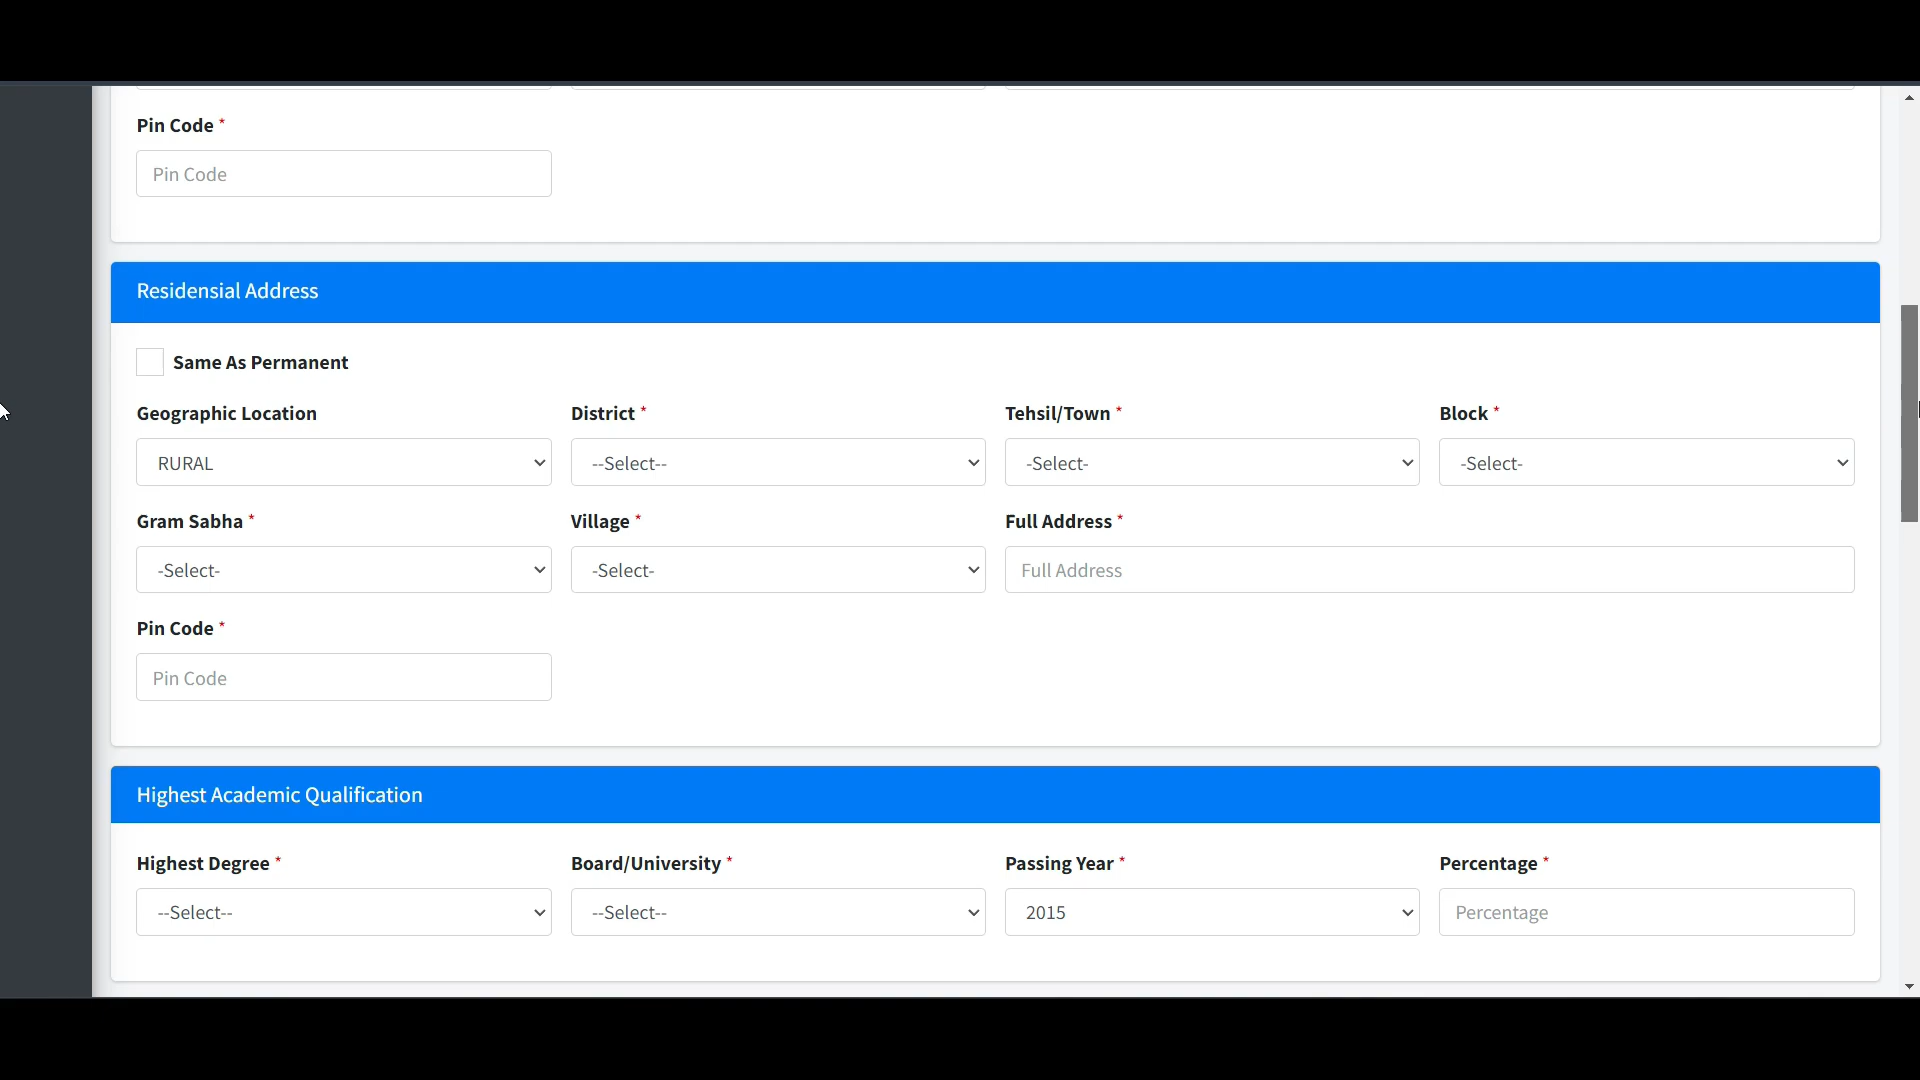 Pin Code *
Pin Code
Residensial Address
Same As Permanent
Geographic Location District * Tehsil/Town * Block *
RURAL --Select-- -Select- -Select-
Gram Sabha * Village * Full Address *
-Select- -Select- Full Address
Pin Code *
Pin Code
Highest Academic Qualification
Highest Degree * Board/University * Passing Year * Percentage *
--Select-- --Select-- 2015 Percentage